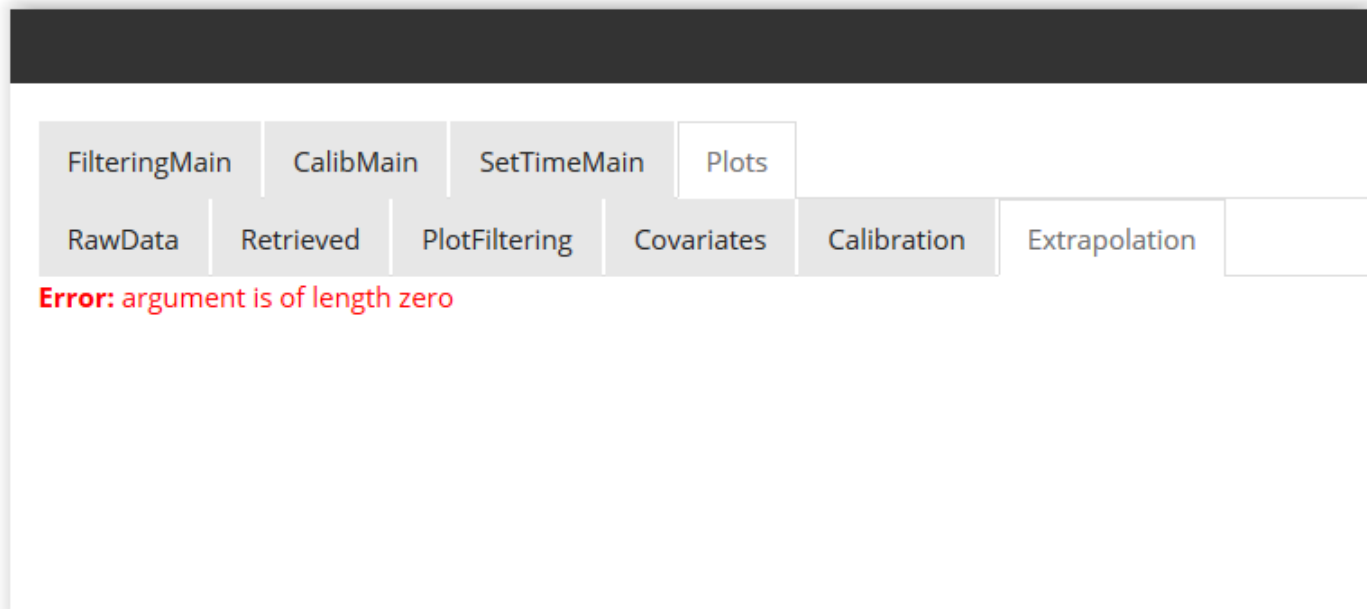 FilteringMain CalibMain SetTimeMain Plots
RawData Retrieved PlotFiltering Covariates Calibration Extrapolation
Error: argument is of length zero